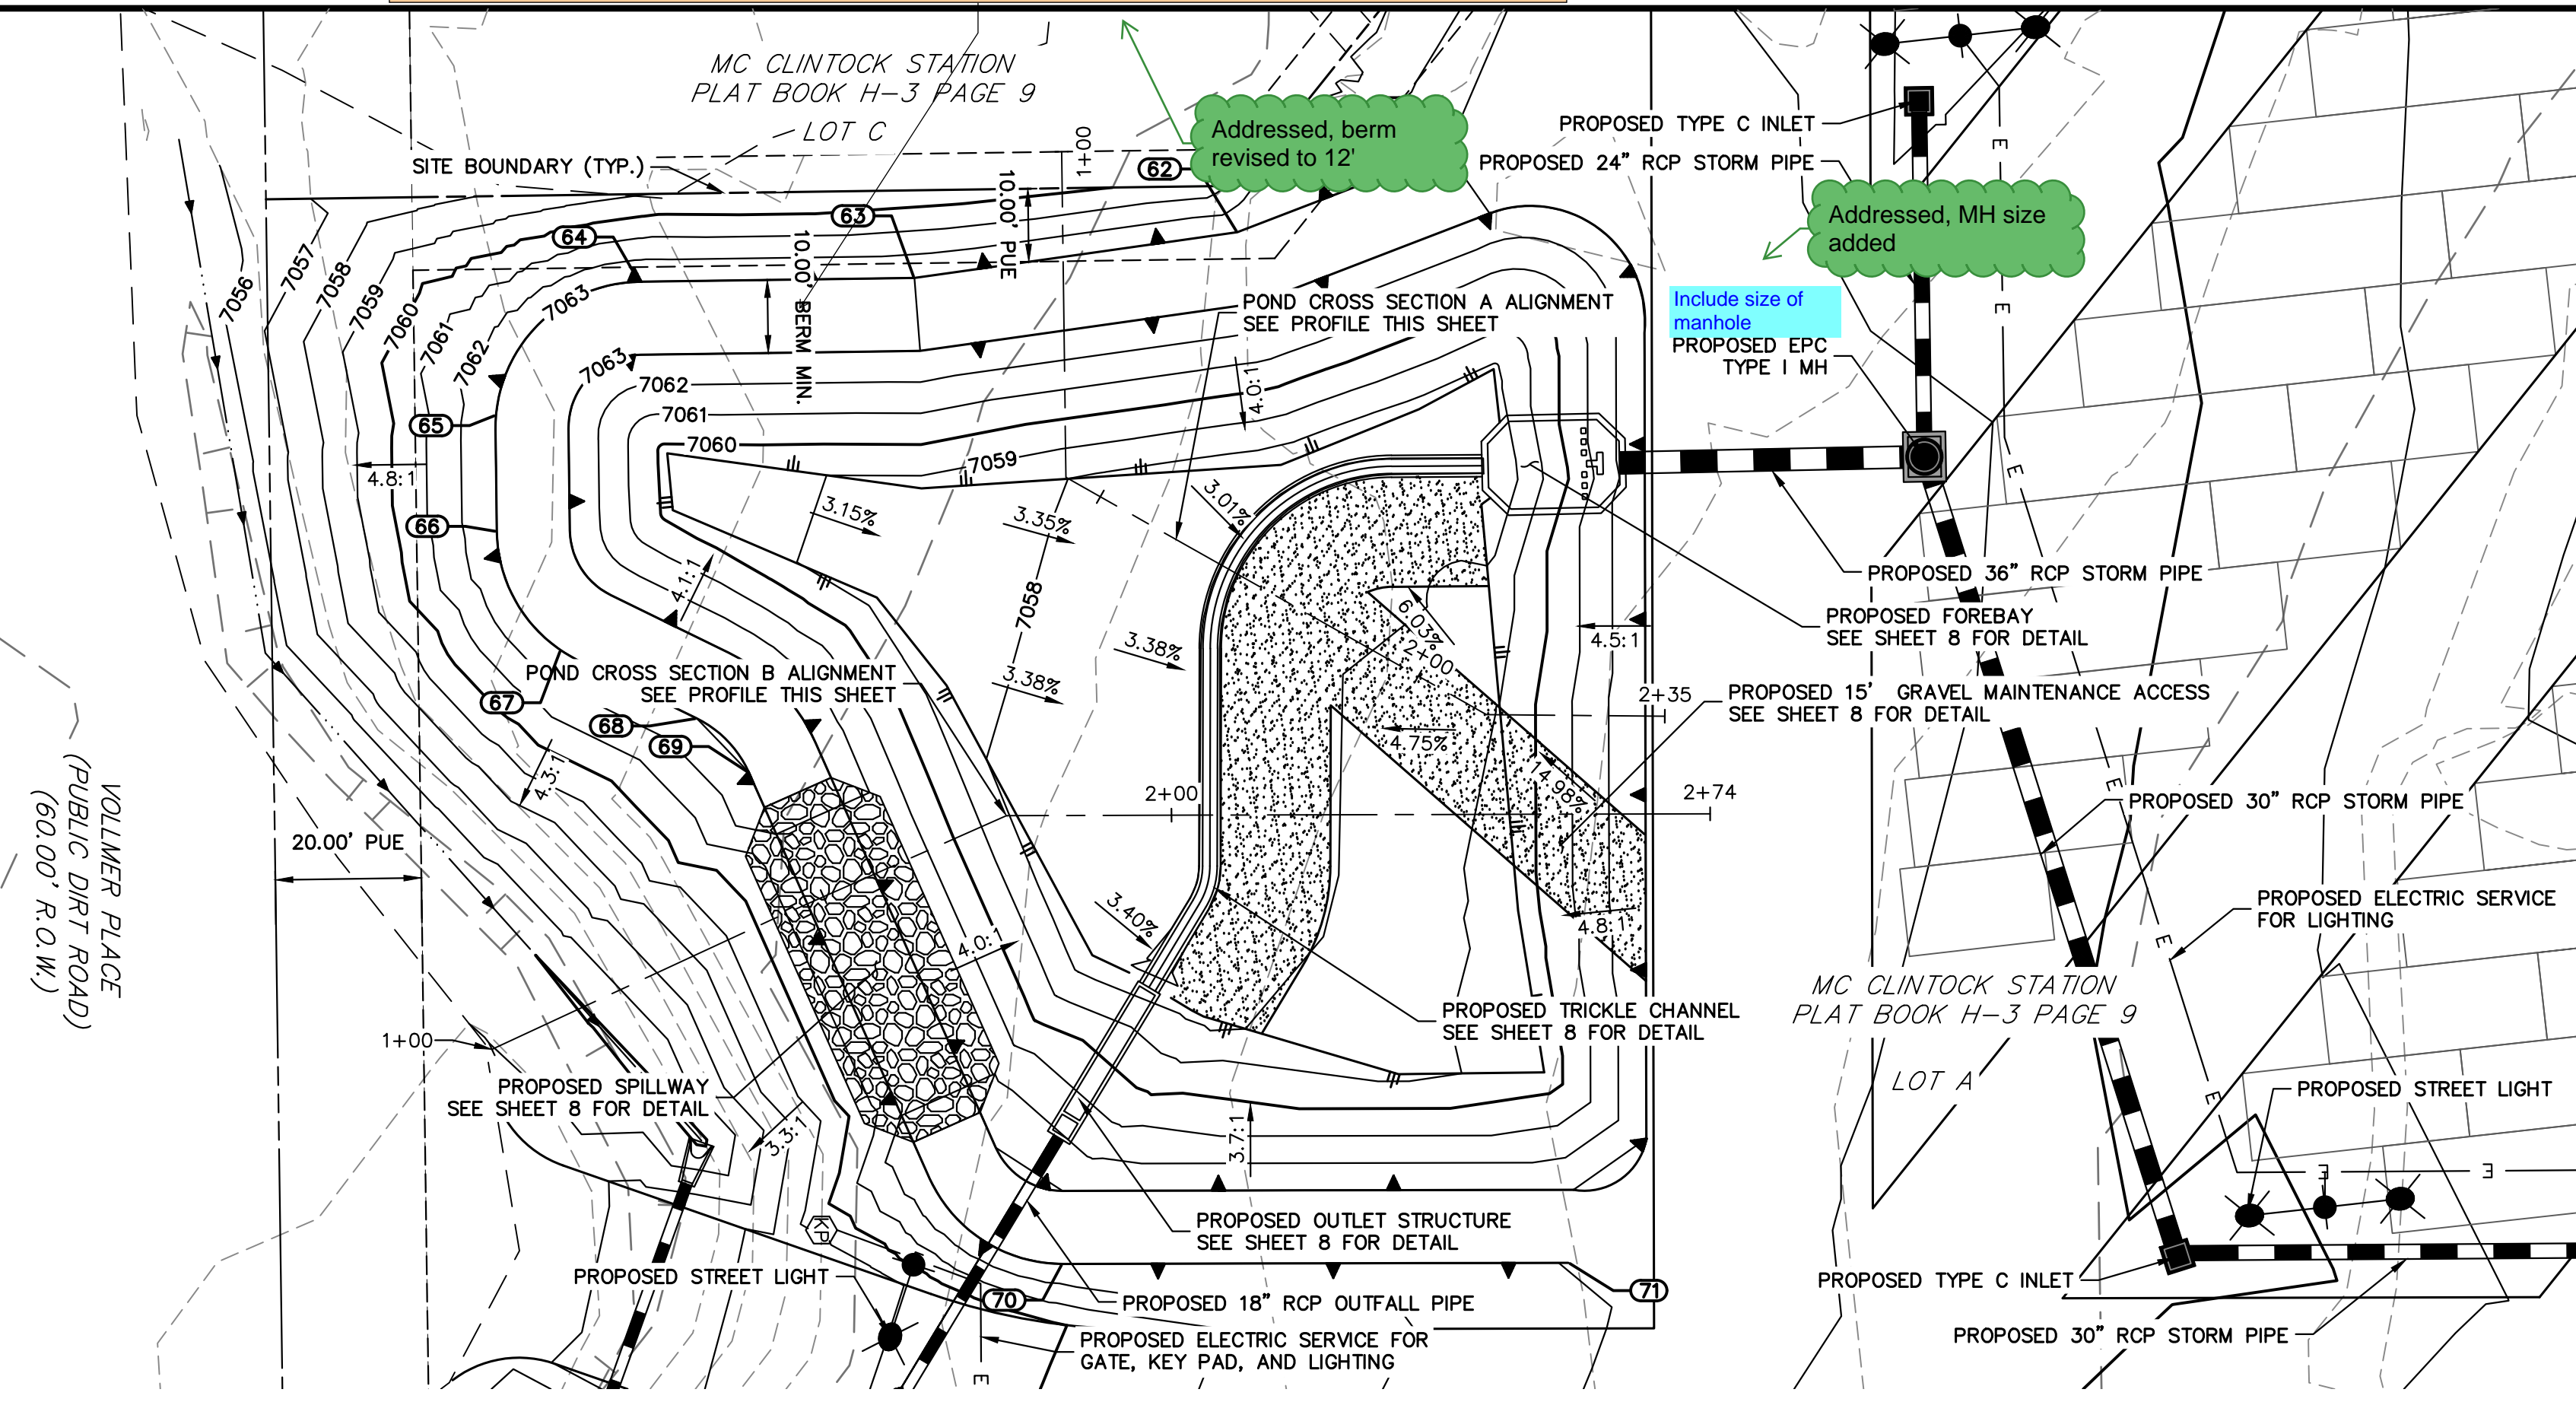 MC CLINTOCK STATION
PLAT BOOK H-3 PAGE 9
LOT C
SITE BOUNDARY (TYP.)
Addressed, berm
revised to 12'
PROPOSED TYPE C INLET
PROPOSED 24" RCP STORM PIPE
Addressed, MH size
added
Include size of
manhole
PROPOSED EPC
TYPE I MH
1+00
62
63
64
10.00' PUE
10.00' BERM MIN.
7056
7057
7058
7059
7060
7061
7062
7063
7063
7062
7061
7060
7059
POND CROSS SECTION A ALIGNMENT
SEE PROFILE THIS SHEET
4.0:1
65
4.8:1
66
3.15%
3.35%
3.01%
4.1:1
7058
3.38%
3.38%
6.03%
2+00
4.5:1
2+35
PROPOSED 36" RCP STORM PIPE
PROPOSED FOREBAY
SEE SHEET 8 FOR DETAIL
POND CROSS SECTION B ALIGNMENT
SEE PROFILE THIS SHEET
67
68
69
PROPOSED 15' GRAVEL MAINTENANCE ACCESS
SEE SHEET 8 FOR DETAIL
4.75%
14.98%
4.3:1
2+00
2+74
PROPOSED 30" RCP STORM PIPE
VOLLMER PLACE
(PUBLIC DIRT ROAD)
(60.00' R.O.W.)
20.00' PUE
3.40%
4.0:1
4.8:1
PROPOSED ELECTRIC SERVICE
FOR LIGHTING
MC CLINTOCK STATION
PLAT BOOK H-3 PAGE 9
LOT A
PROPOSED TRICKLE CHANNEL
SEE SHEET 8 FOR DETAIL
1+00
PROPOSED SPILLWAY
SEE SHEET 8 FOR DETAIL
3.3:1
3.7:1
PROPOSED STREET LIGHT
KP
PROPOSED OUTLET STRUCTURE
SEE SHEET 8 FOR DETAIL
PROPOSED STREET LIGHT
70
71
PROPOSED 18" RCP OUTFALL PIPE
PROPOSED ELECTRIC SERVICE FOR
GATE, KEY PAD, AND LIGHTING
PROPOSED TYPE C INLET
PROPOSED 30" RCP STORM PIPE
E
E
E
E
E
E
E
E
E